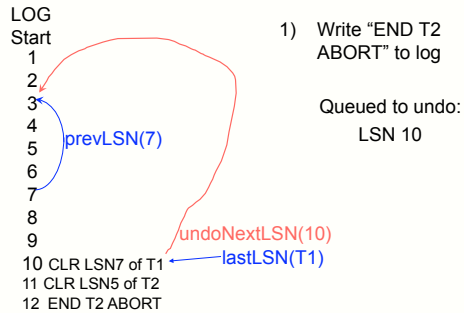 LOG
Start
1
2
3
4
5
6
7
8
9
10 CLR LSN7 of T1
11 CLR LSN5 of T2
12 END T2 ABORT
prevLSN(7)
undoNextLSN(10)
lastLSN(T1)
1) Write “END T2
ABORT” to log
Queued to undo:
LSN 10